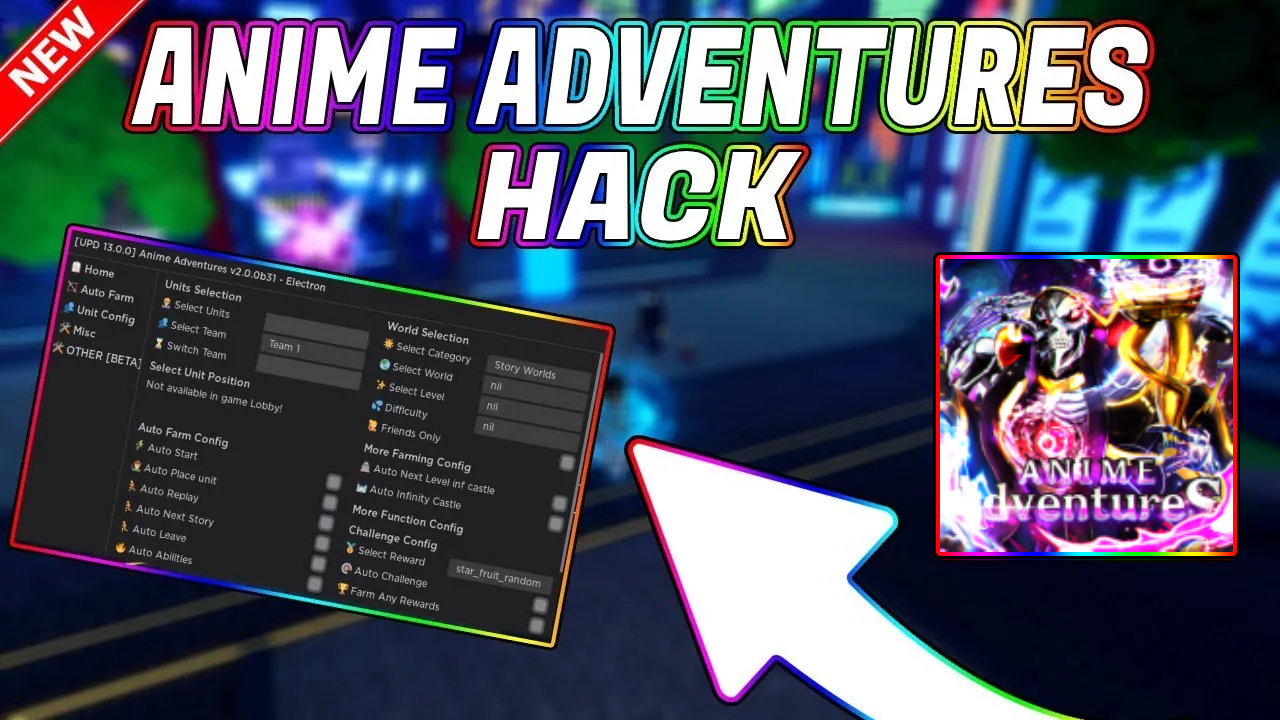 NEW
ANIME ADVENTURES
HACK
[UPD 13.0.0] Anime Adventures v2.0.0b31 - Electron
Home
Auto Farm
Unit Config
Misc
OTHER [BETA]
Units Selection
Select Units
Select Team
Team 1
Switch Team
Select Unit Position
Not available in game Lobby!
Auto Farm Config
Auto Start
Auto Place unit
Auto Replay
Auto Next Story
Auto Leave
Auto Abilities
World Selection
Select Category
Story Worlds
Select World
nil
Select Level
nil
Difficulty
nil
Friends Only
More Farming Config
Auto Next Level inf castle
Auto Infinity Castle
More Function Config
Challenge Config
Select Reward
star_fruit_random
Auto Challenge
Farm Any Rewards
ANIME
AdventureS